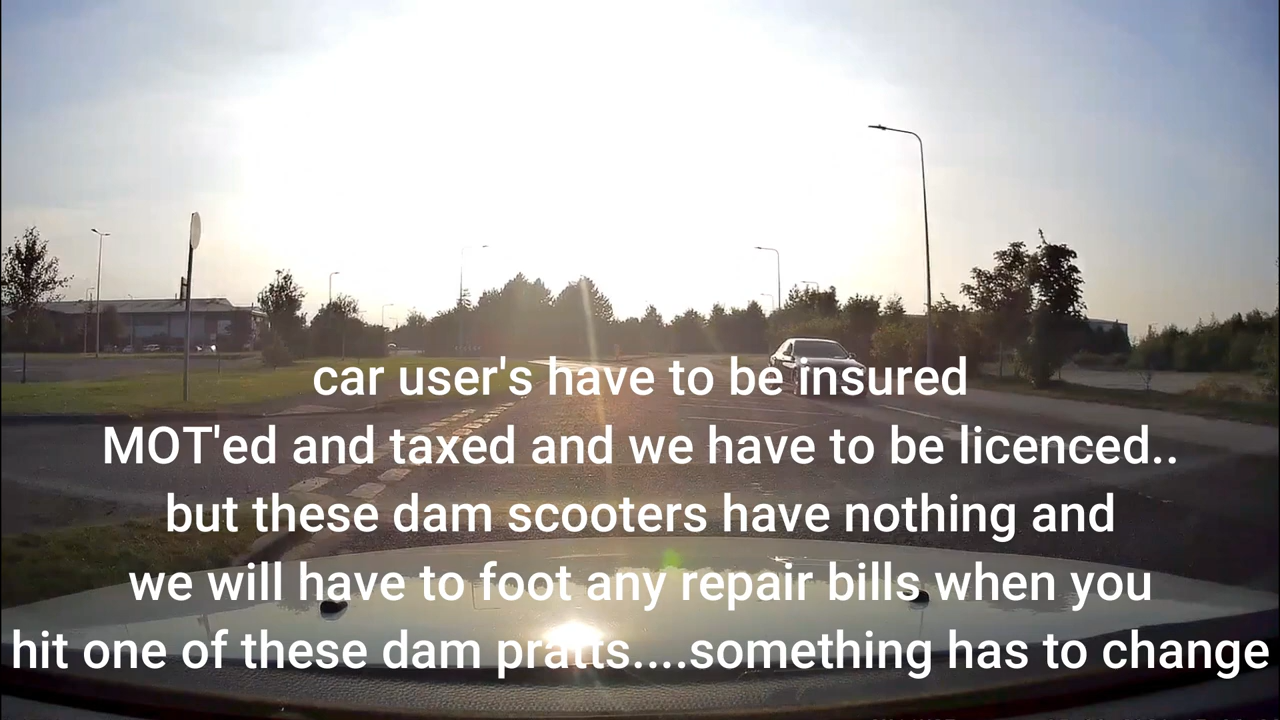 car user's have to be insured
MOT'ed and taxed and we have to be licenced..
but these dam scooters have nothing and
we will have to foot any repair bills when you
hit one of these dam pratts....something has to change